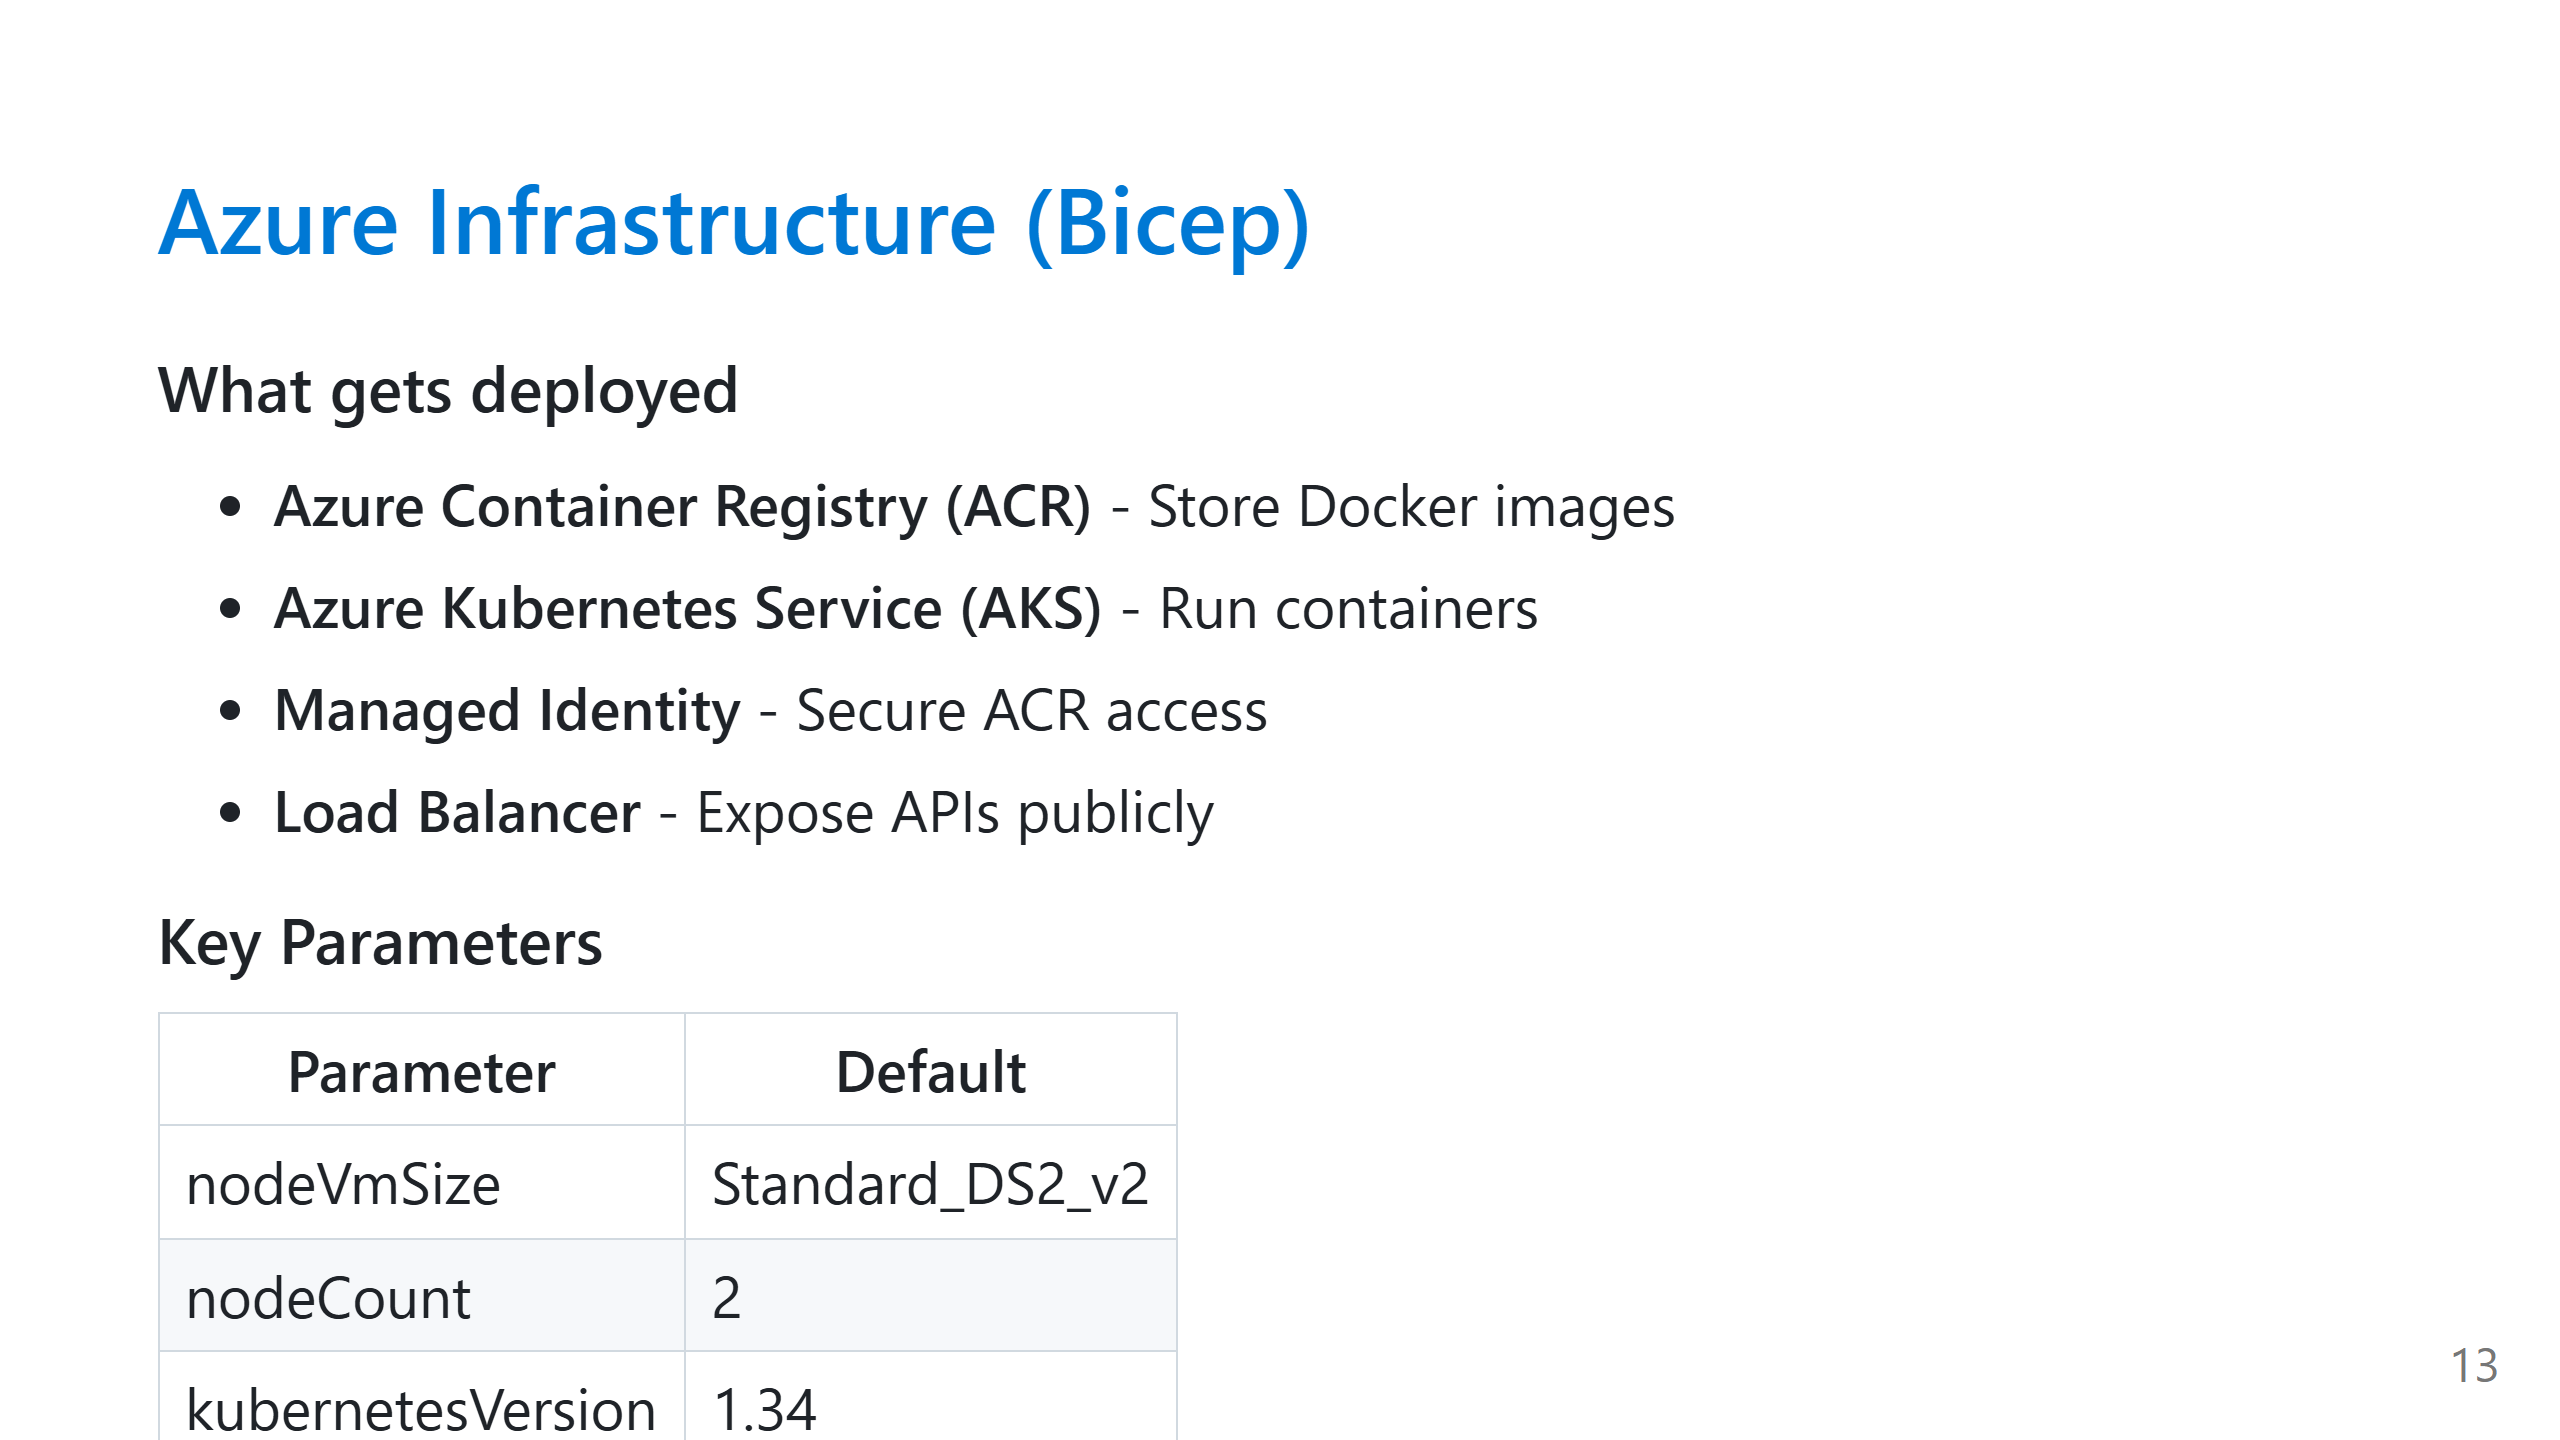 Azure Infrastructure (Bicep)
What gets deployed
Azure Container Registry (ACR) - Store Docker images
Azure Kubernetes Service (AKS) - Run containers
Managed Identity - Secure ACR access
Load Balancer - Expose APIs publicly
Key Parameters
Parameter Default
nodeVmSize Standard_DS2_v2
nodeCount 2
kubernetesVersion 1.34
13